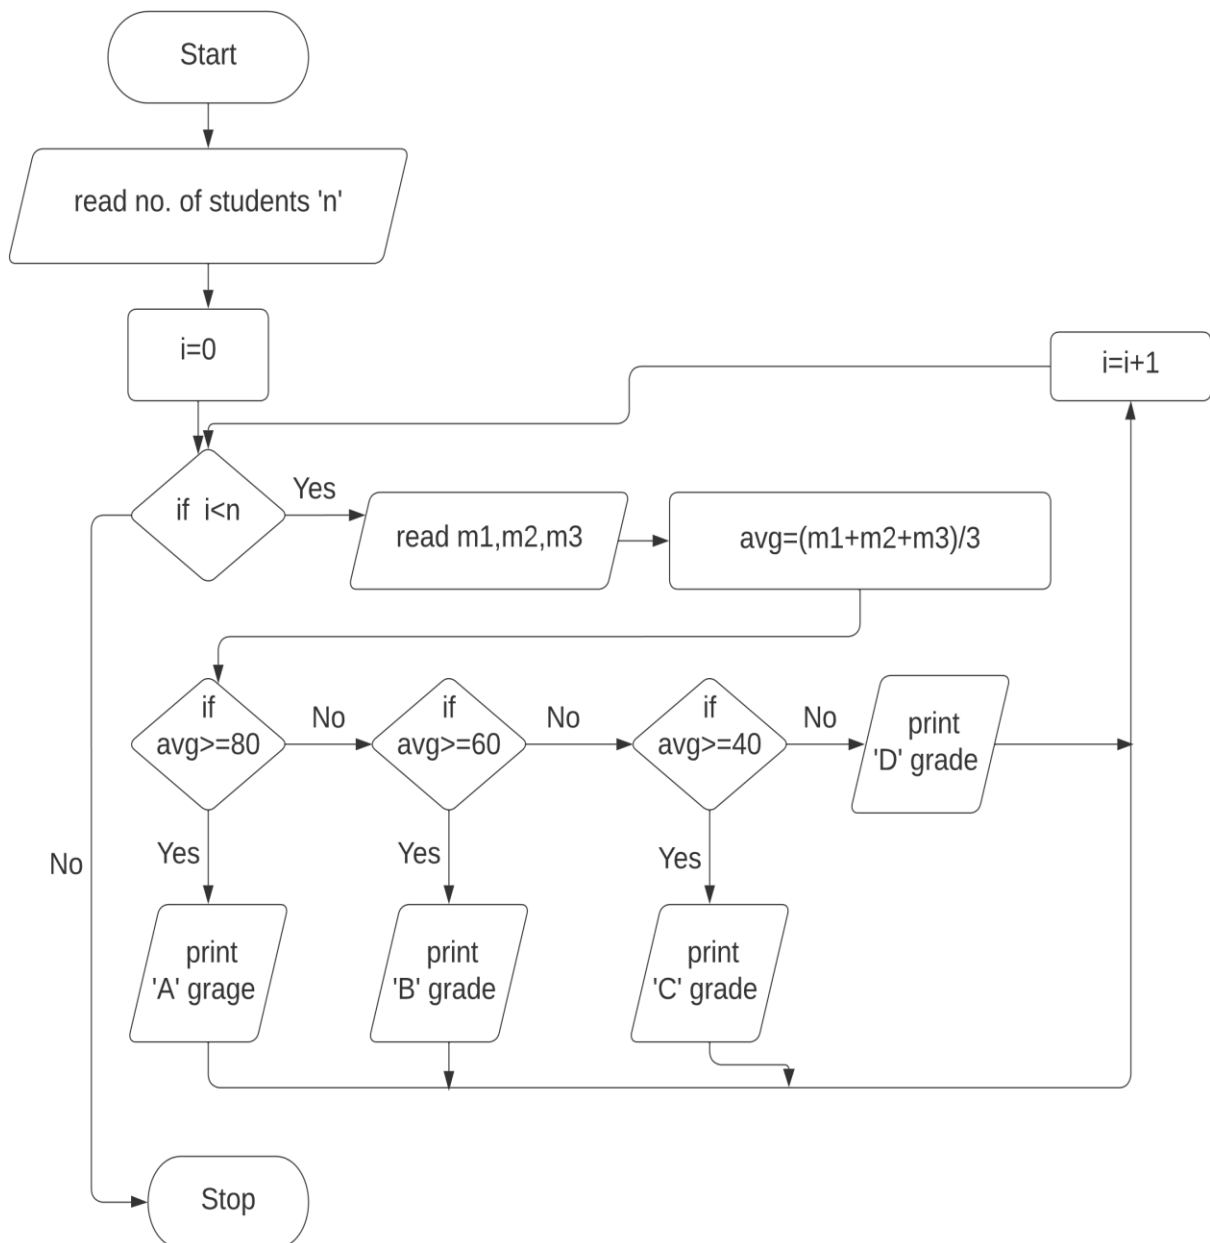 Start
read no. of students 'n'
i=0
i=i+1
if i<n
Yes
read m1,m2,m3
avg=(m1+m2+m3)/3
if
avg>=80
No
if
avg>=60
No
if
avg>=40
No
print
'D' grade
No
Yes
Yes
Yes
print
'A' grage
print
'B' grade
print
'C' grade
Stop